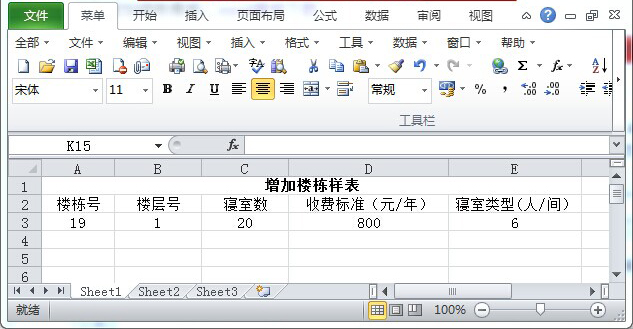 文件 菜单 开始 插入 页面布局 公式 数据 审阅 视图
全部 文件 编辑 视图 插入 格式 工具 数据 窗口 帮助
宋体 11 B I U 常规 % ,
工具栏
K15 fx
A B C D E
1 增加楼栋样表
2 楼栋号 楼层号 寝室数 收费标准（元/年） 寝室类型(人/间）
3 19 1 20 800 6
4
5
6
Sheet1 Sheet2 Sheet3
就绪 100%